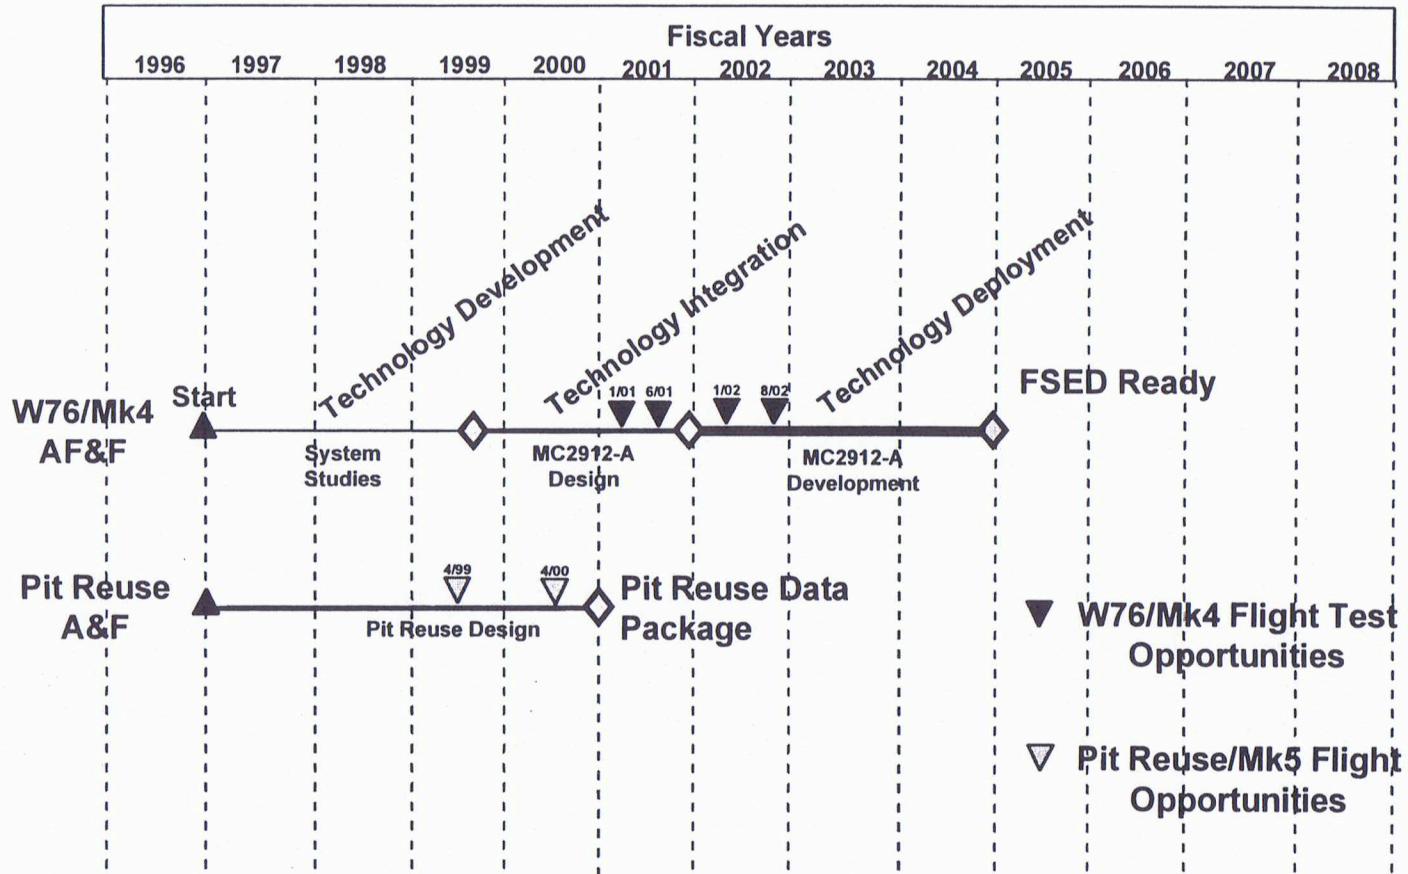 Fiscal Years
1996 1997 1998 1999 2000 2001 2002 2003 2004 2005 2006 2007 2008
Technology Development
Technology Integration
Technology Deployment
W76/Mk4
AF&F
Start
1/01 6/01 1/02 8/02
FSED Ready
System
Studies
MC2912-A
Design
MC2912-A
Development
Pit Reuse
A&F
4/99 4/00
Pit Reuse Design
Pit Reuse Data
Package
W76/Mk4 Flight Test
Opportunities
Pit Reuse/Mk5 Flight
Opportunities